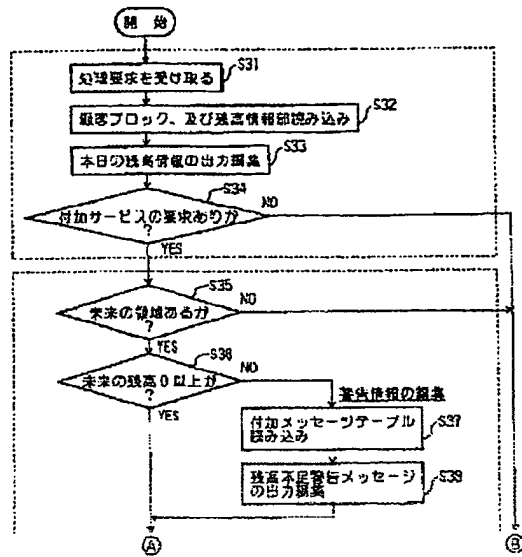 開 始
S31
処理要求を受け取る
S32
顧客ブロック、及び残高情報部読み込み
S33
本日の残高情報の出力編集
S34
付加サービスの要求ありか
?
NO
YES
S35
未来の領域あるか
?
NO
YES
S36
未来の残高0以上か
?
NO
YES
警告情報の編集
付加メッセージテーブル
読み込み
S37
残高不足警告メッセージ
の出力編集
S38
A
B